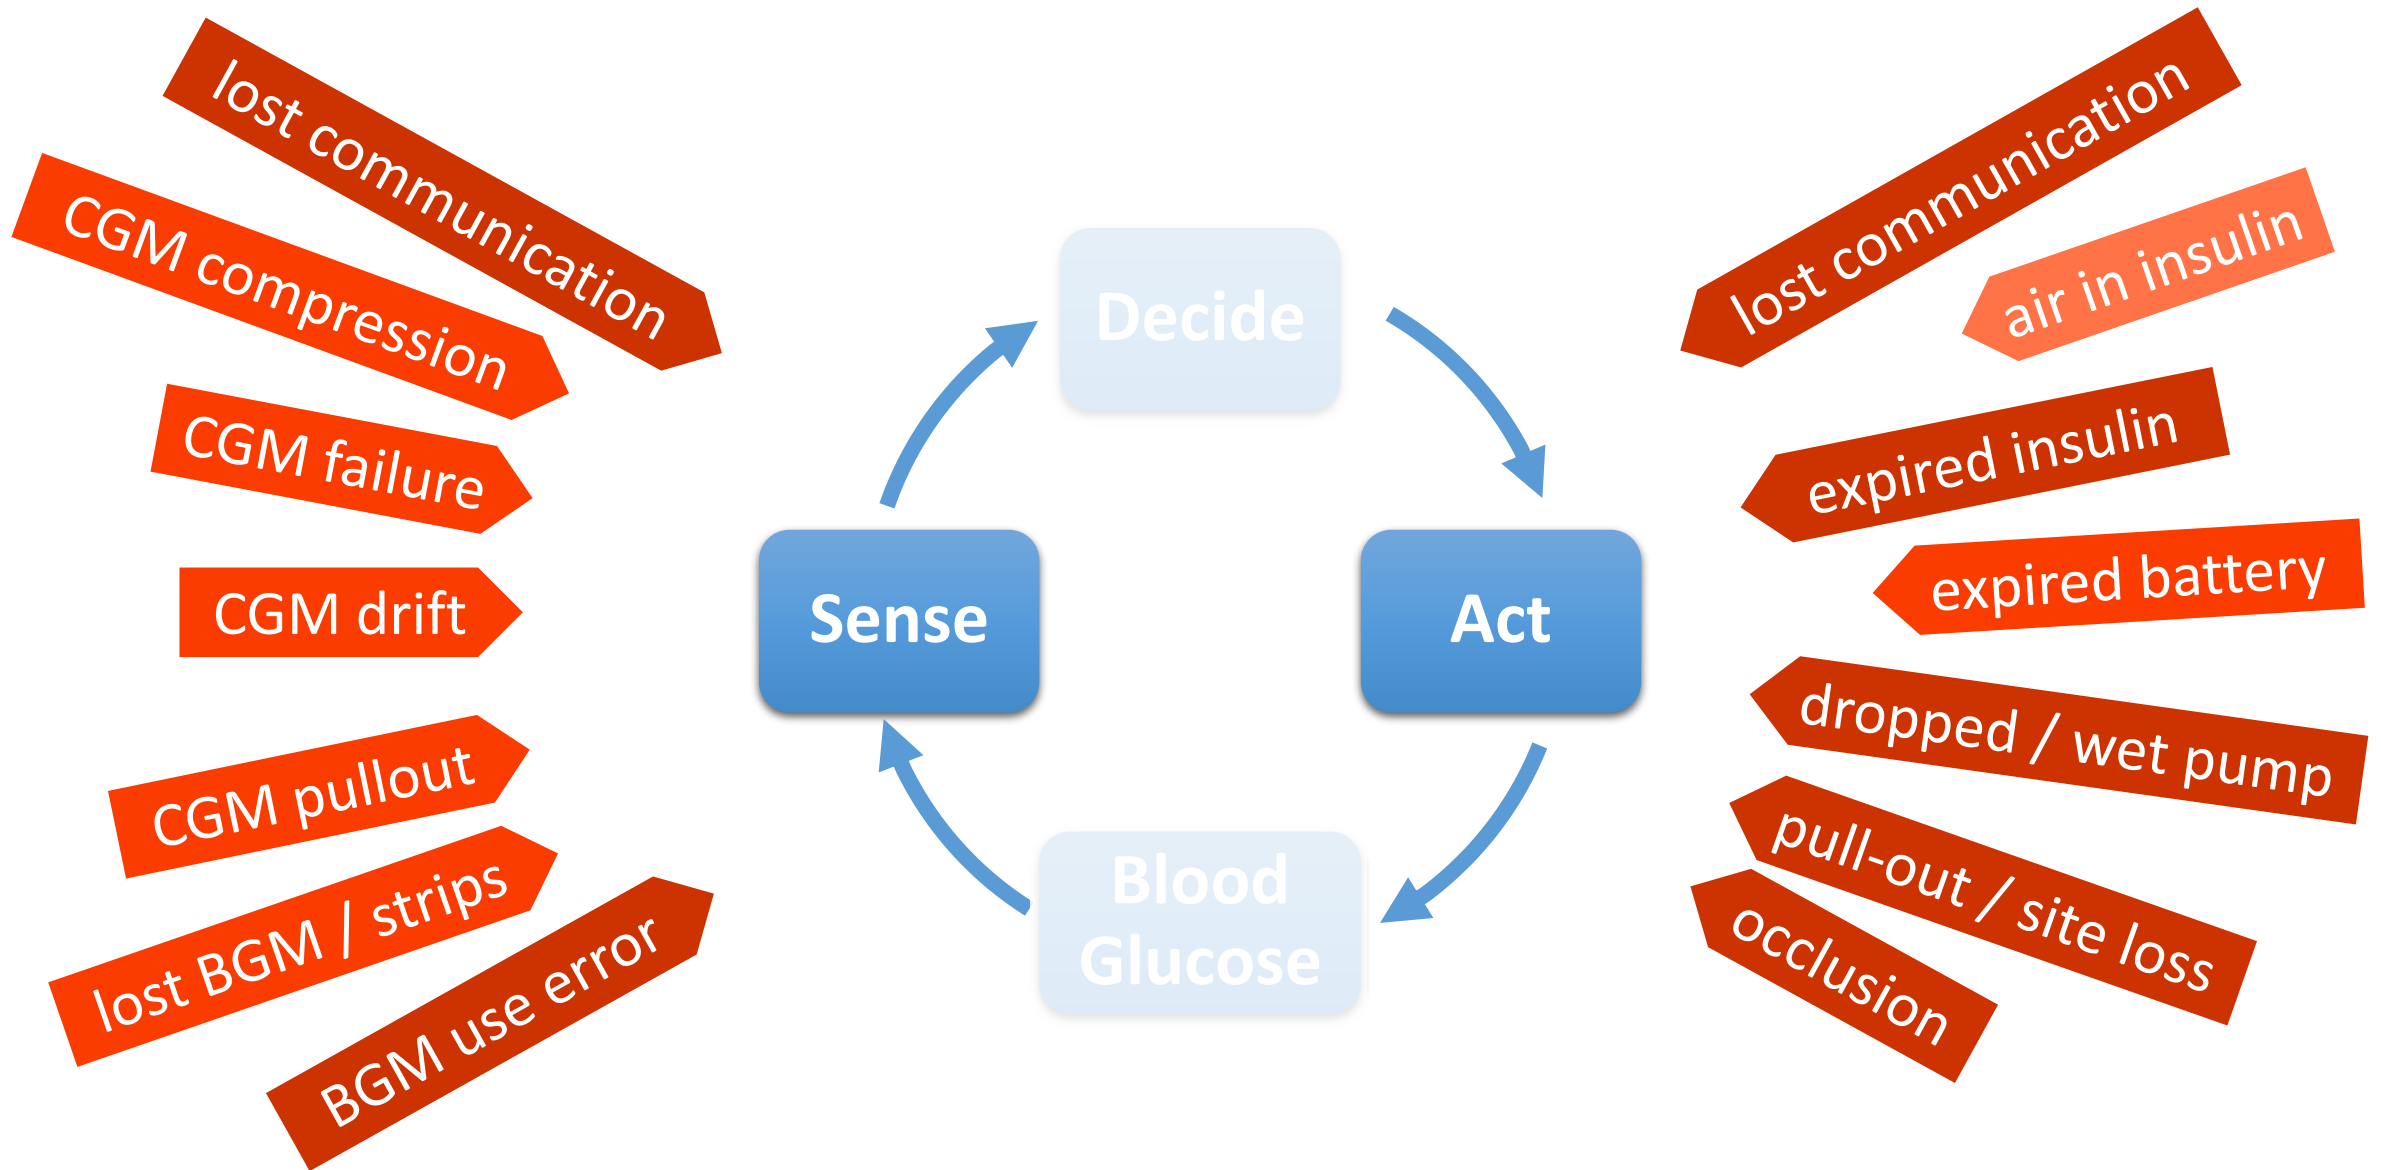 lost communication
CGM compression
CGM failure
CGM drift
CGM pullout
lost BGM / strips
BGM use error
Decide
Sense
Act
Blood
Glucose
lost communication
air in insulin
expired insulin
expired battery
dropped / wet pump
pull-out / site loss
occlusion